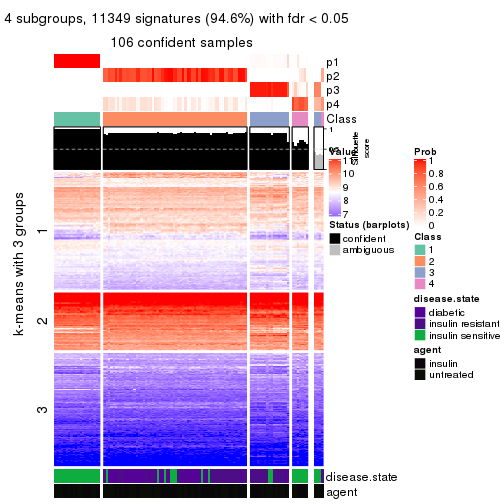 4 subgroups, 11349 signatures (94.6%) with fdr < 0.05
106 confident samples
p1
p2
p3
p4
Class
1
Silhouette
score
k-means with 3 groups
1
2
3
disease.state
agent
Value
10
9
8
7
Status (barplots)
confident
ambiguous
Prob
1
0.8
0.6
0.4
0.2
0
Class
1
2
3
4
disease.state
diabetic
insulin resistant
insulin sensitive
agent
insulin
untreated